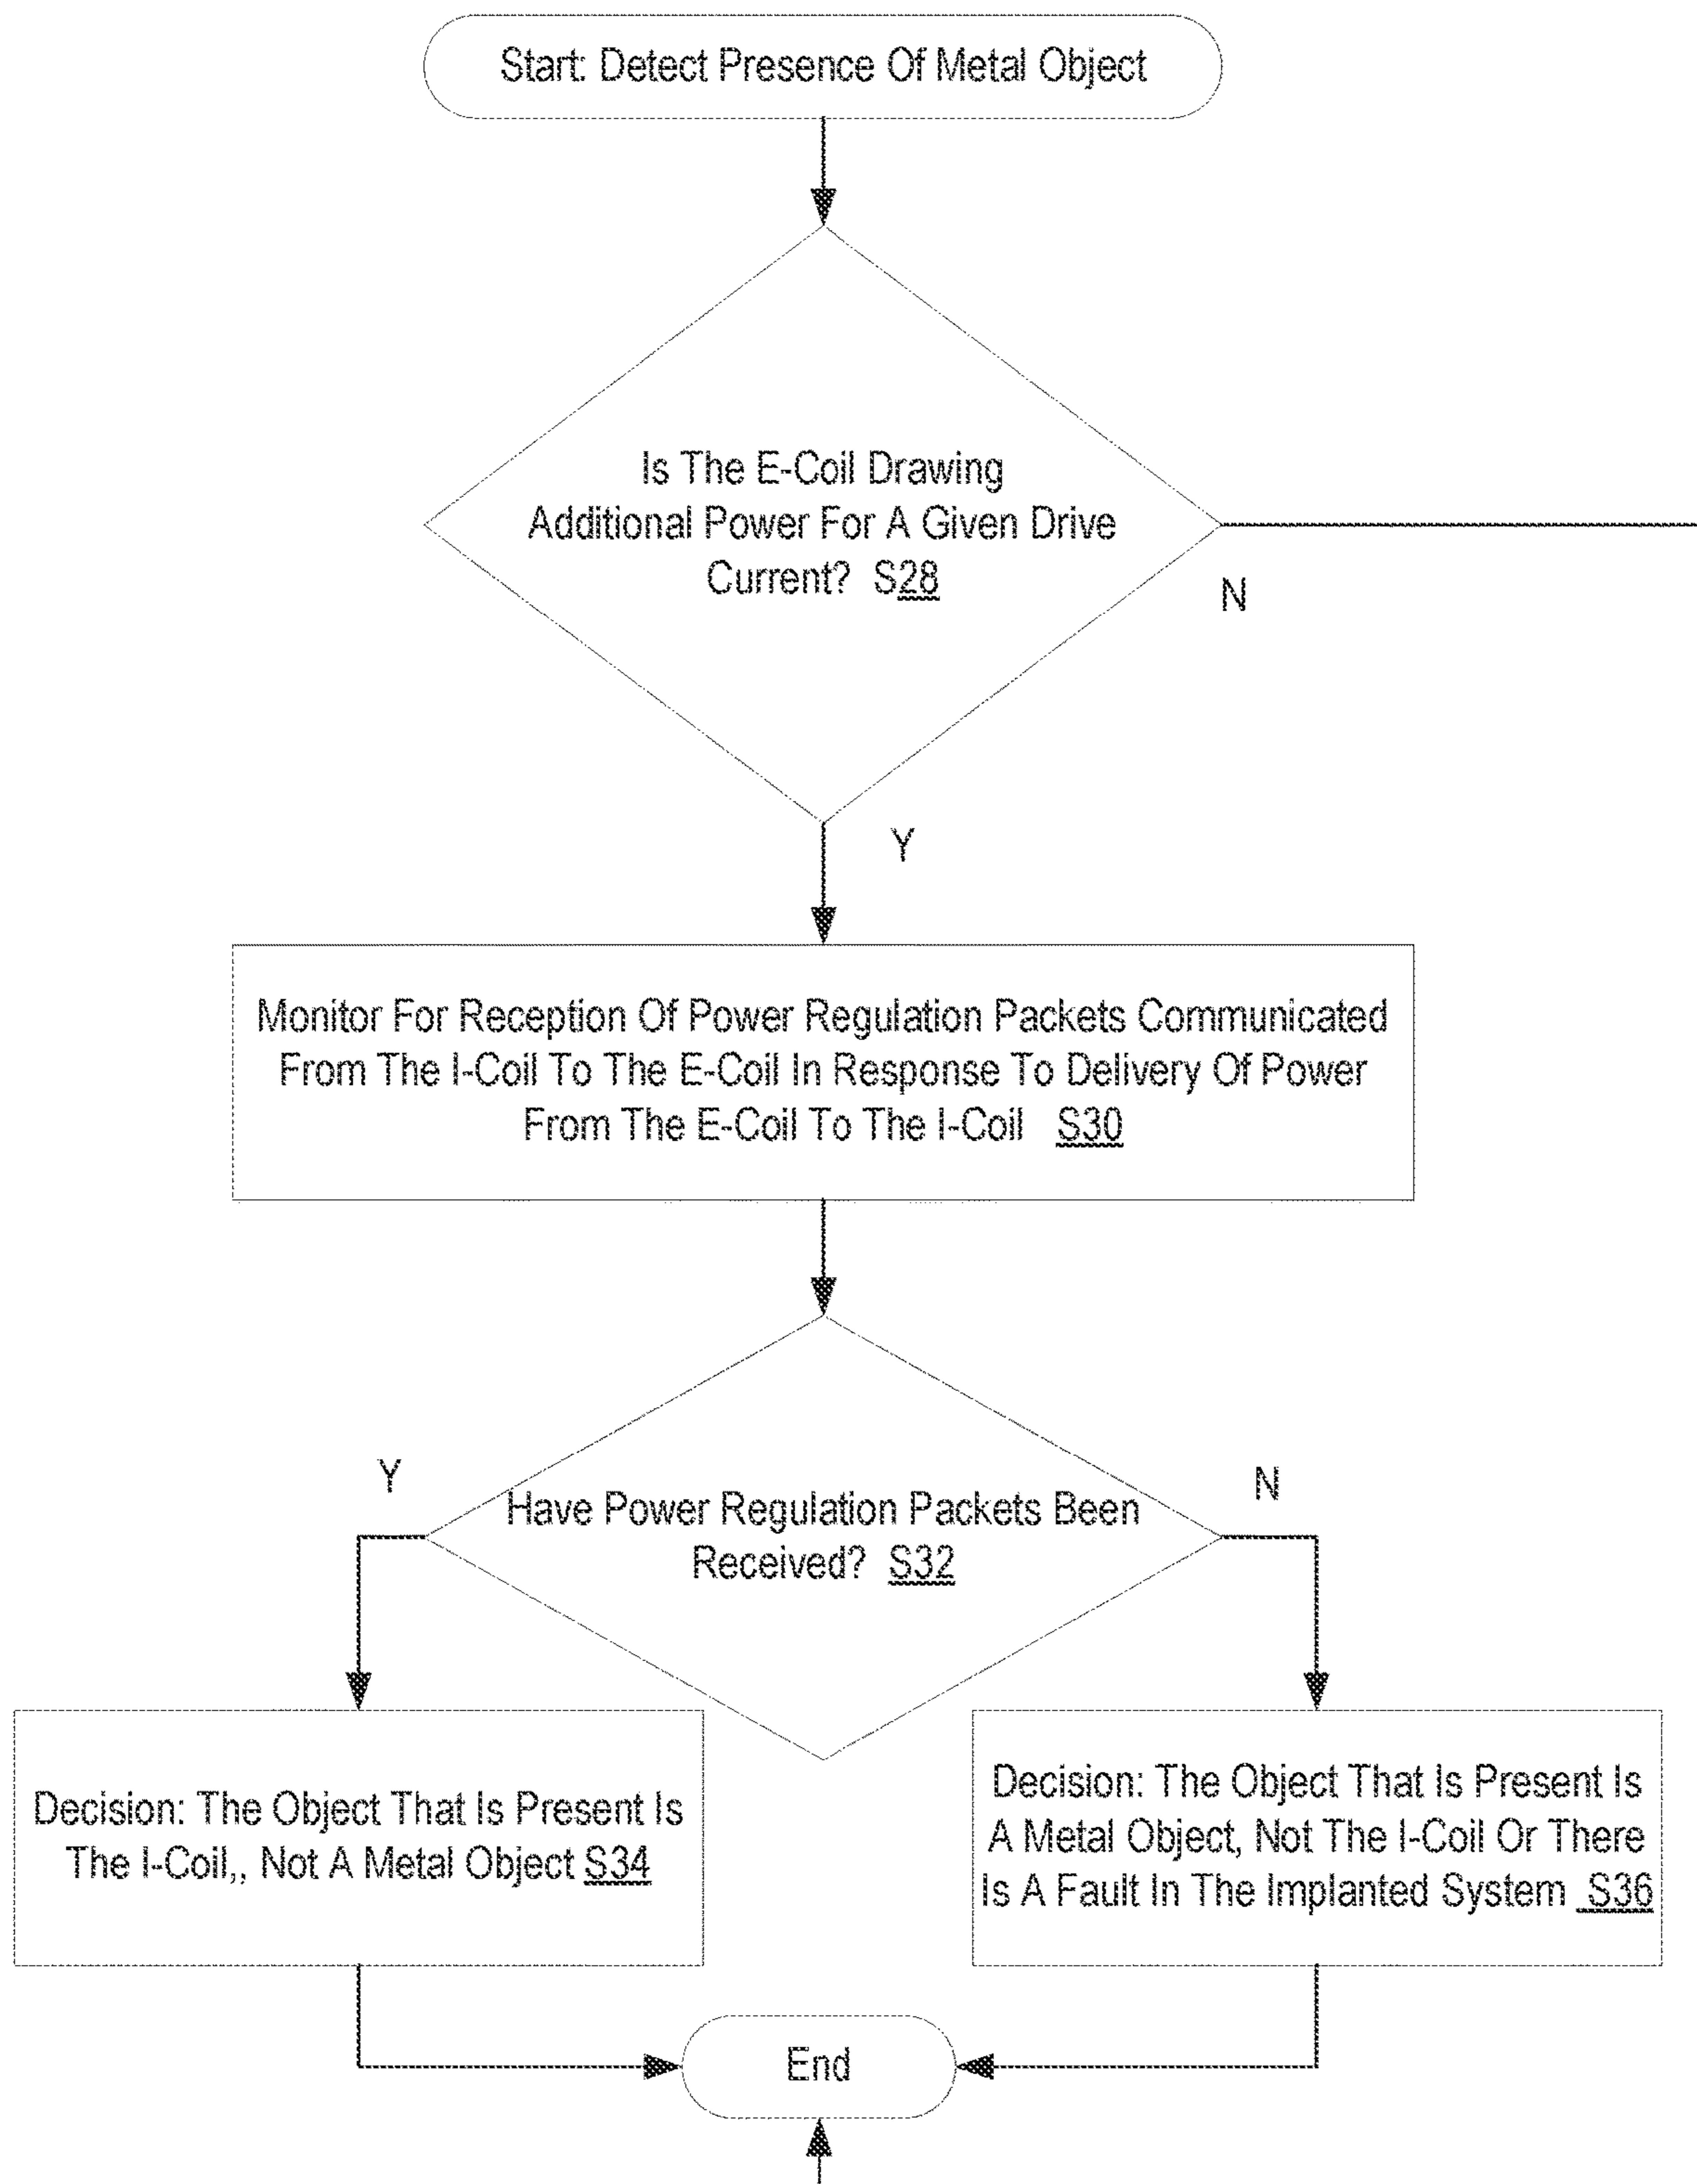 Start: Detect Presence Of Metal Object
Is The E-Coil Drawing
Additional Power For A Given Drive
Current? S28
N
Y
Monitor For Reception Of Power Regulation Packets Communicated
From The I-Coil To The E-Coil In Response To Delivery Of Power
From The E-Coil To The I-Coil S30
Y
N
Have Power Regulation Packets Been
Received? S32
Decision: The Object That Is Present Is
The I-Coil,, Not A Metal Object S34
Decision: The Object That Is Present Is
A Metal Object, Not The I-Coil Or There
Is A Fault In The Implanted System S36
End